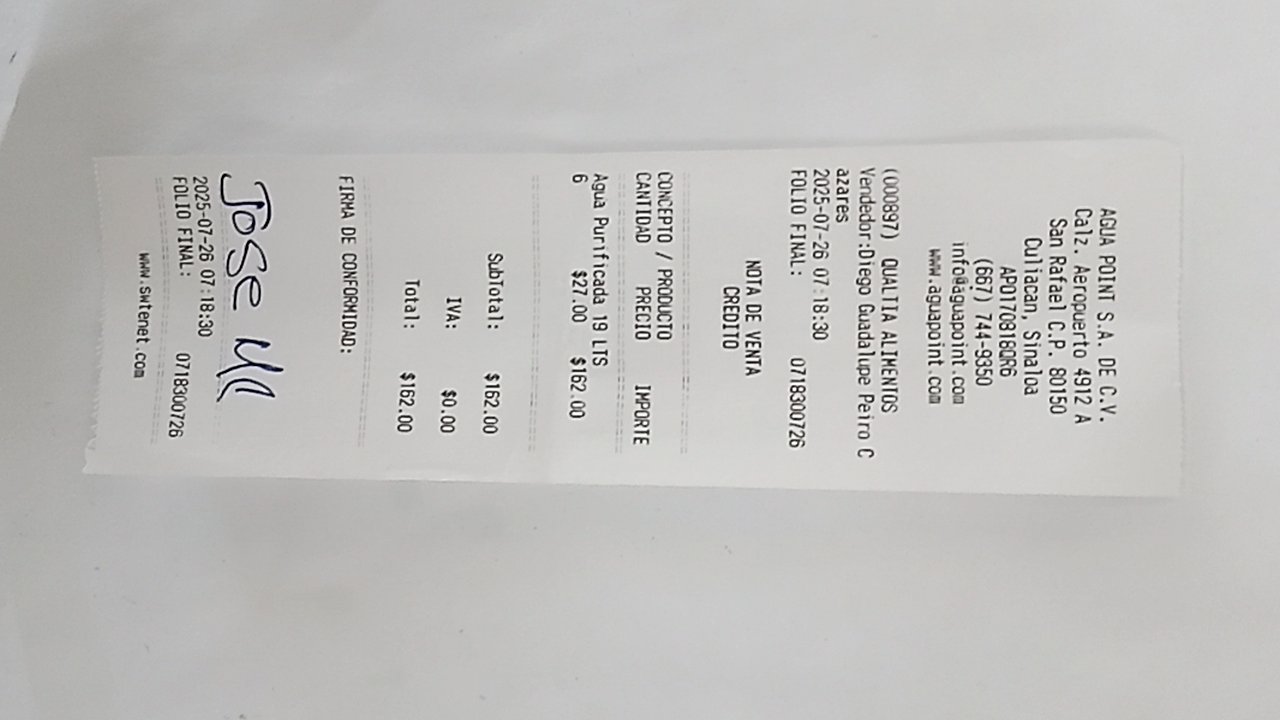 AGUA POINT S.A. DE C.V.
Calz. Aeropuerto 4912 A
San Rafael C.P. 80150
Culiacan, Sinaloa
APO170818QR6
(667) 744-9350
info@aguapoint.com
www.aguapoint.com
(000897) QUALTIA ALIMENTOS
Vendedor:Diego Guadalupe Peiro C
azares
2025-07-26 07:18:30
FOLIO FINAL: 0718300726
NOTA DE VENTA
CREDITO
CONCEPTO / PRODUCTO
CANTIDAD PRECIO IMPORTE
Agua Purificada 19 LTS
6 $27.00 $162.00
SubTotal: $162.00
IVA: $0.00
Total: $162.00
FIRMA DE CONFORMIDAD:
Jose
2025-07-26 07:18:30
FOLIO FINAL: 0718300726
www.swtenet.com